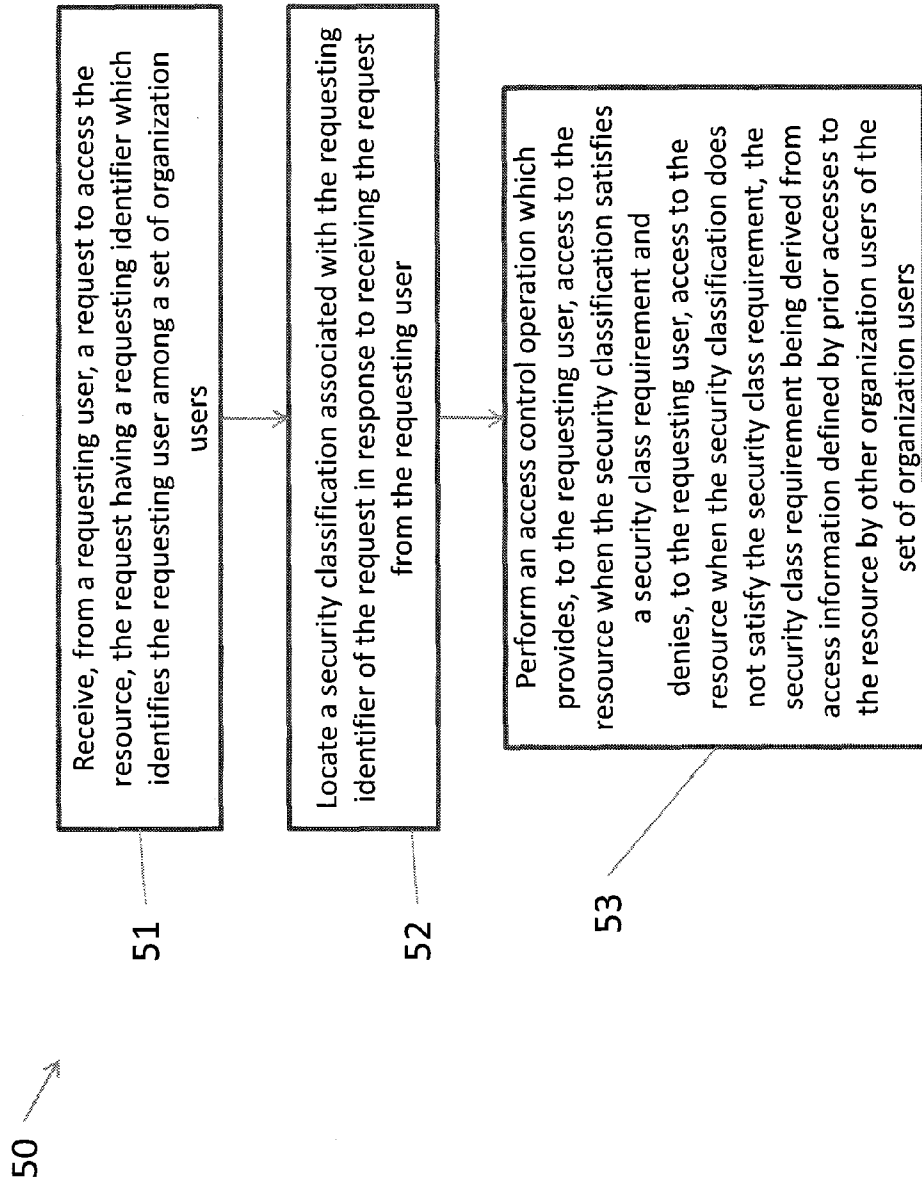 50
51
Receive, from a requesting user, a request to access the
resource, the request having a requesting identifier which
identifies the requesting user among a set of organization
users
52
Locate a security classification associated with the requesting
identifier of the request in response to receiving the request
from the requesting user
53
Perform an access control operation which
provides, to the requesting user, access to the
resource when the security classification satisfies
a security class requirement and
denies, to the requesting user, access to the
resource when the security classification does
not satisfy the security class requirement, the
security class requirement being derived from
access information defined by prior accesses to
the resource by other organization users of the
set of organization users